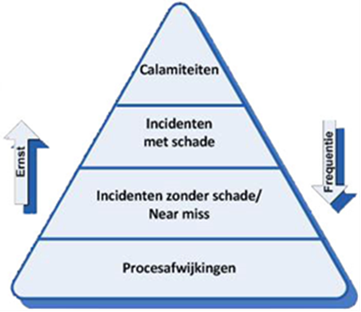 Calamiteiten
Incidenten
met schade
Ernst
Frequentie
Incidenten zonder schade/
Near miss
Procesafwijkingen